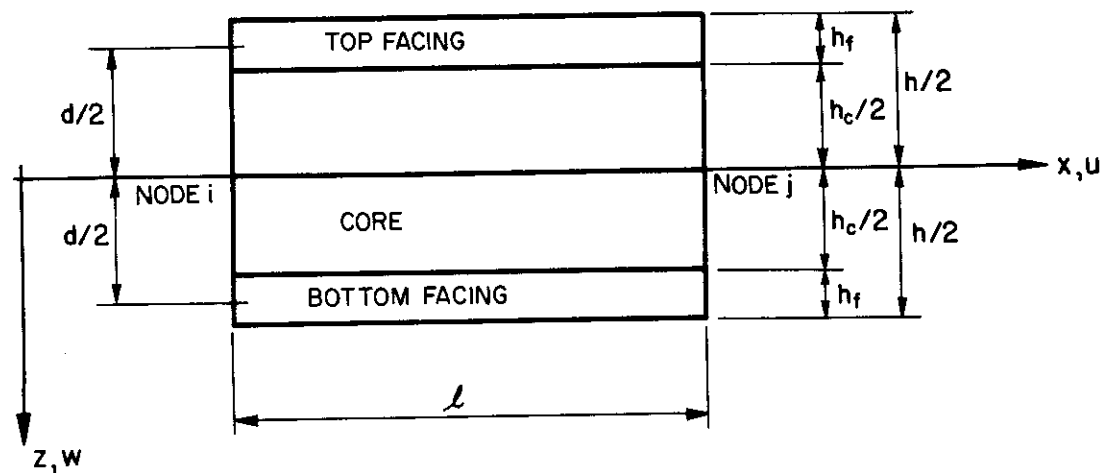 TOP FACING
h_f
d/2
h_c/2
h/2
x,u
NODE i
NODE j
CORE
d/2
h_c/2
h/2
BOTTOM FACING
h_f
ℓ
z,w